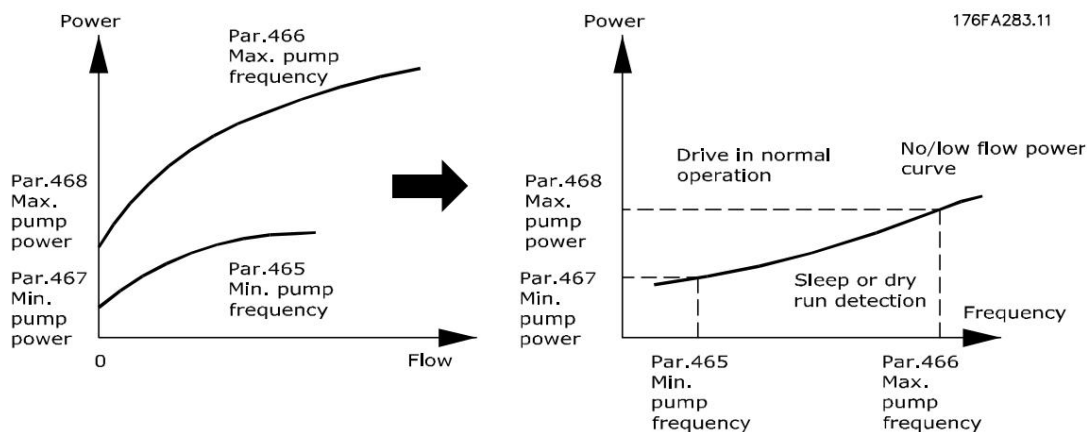 Power
Par.466
Max. pump
frequency
Par.468
Max.
pump
power
Par.467
Min.
pump
power
Par.465
Min. pump
frequency
0
Flow
Power
176FA283.11
Drive in normal
operation
No/low flow power
curve
Par.468
Max.
pump
power
Par.467
Min.
pump
power
Sleep or dry
run detection
Frequency
Par.465
Min.
pump
frequency
Par.466
Max.
pump
frequency